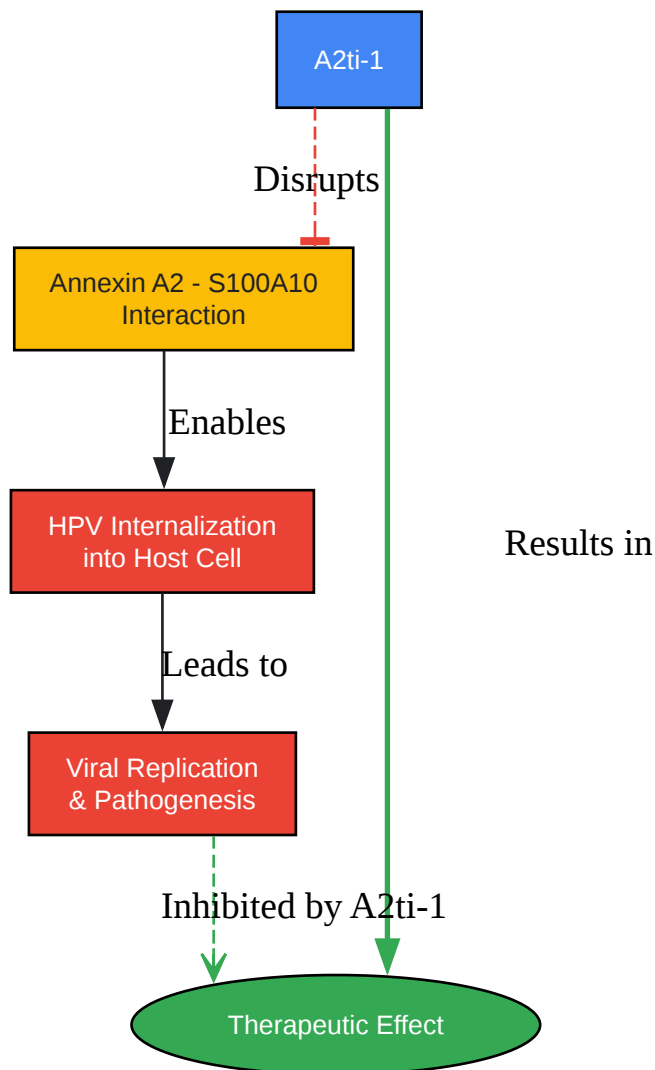 A2ti-1
Disrupts
Annexin A2 - S100A10
Interaction
Enables
HPV Internalization
into Host Cell
Results in
Leads to
Viral Replication
& Pathogenesis
Inhibited by A2ti-1
Therapeutic Effect